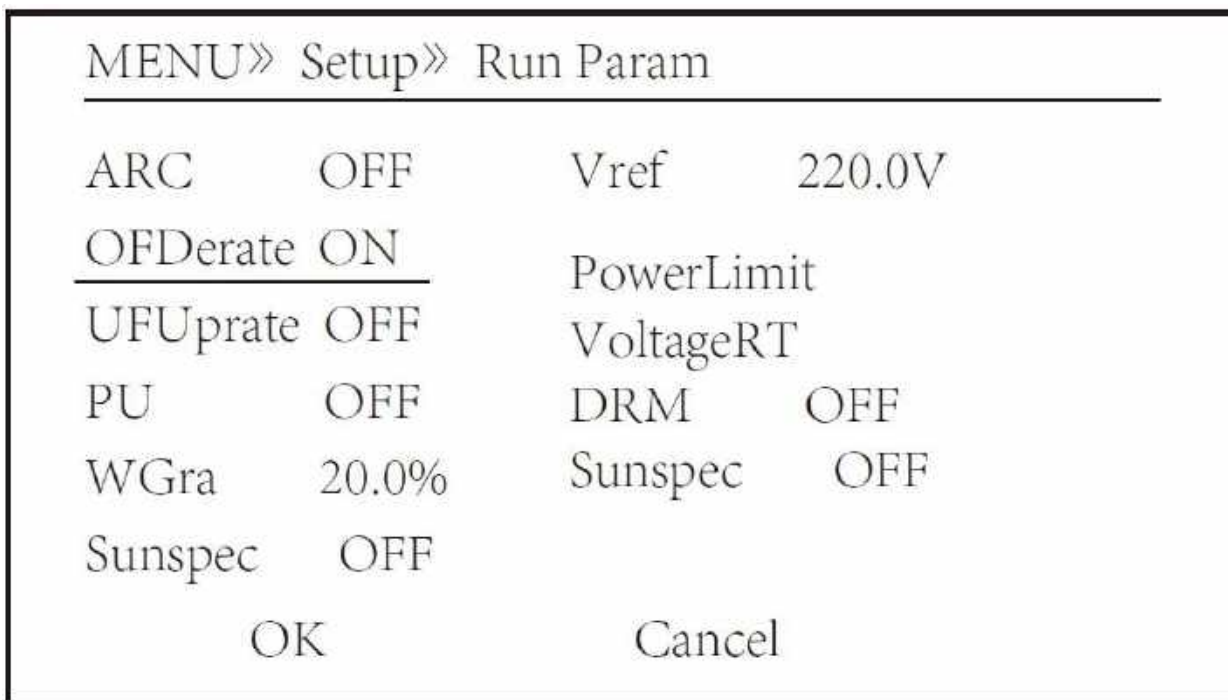 MENU» Setup» Run Param
ARC OFF
OFDerate ON
UFUprate OFF
PU OFF
WGra 20.0%
Sunspec OFF
Vref 220.0V
PowerLimit
VoltageRT
DRM OFF
Sunspec OFF
OK Cancel